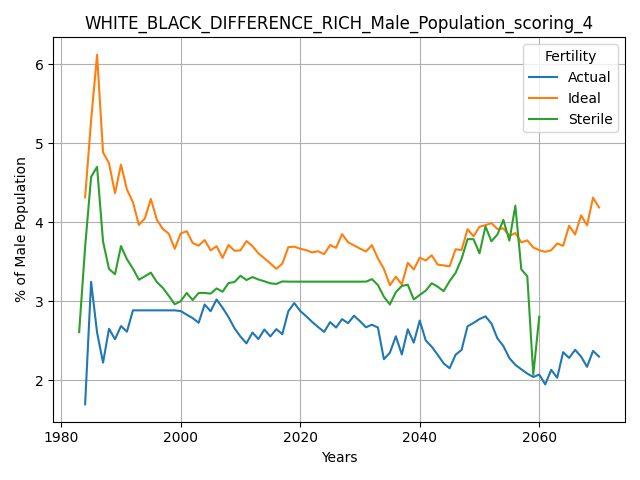 WHITE_BLACK_DIFFERENCE_RICH_Male_Population_scoring_4
Fertility
Actual
Ideal
Sterile
% of Male Population
6
5
4
3
2
1980
2000
2020
2040
2060
Years